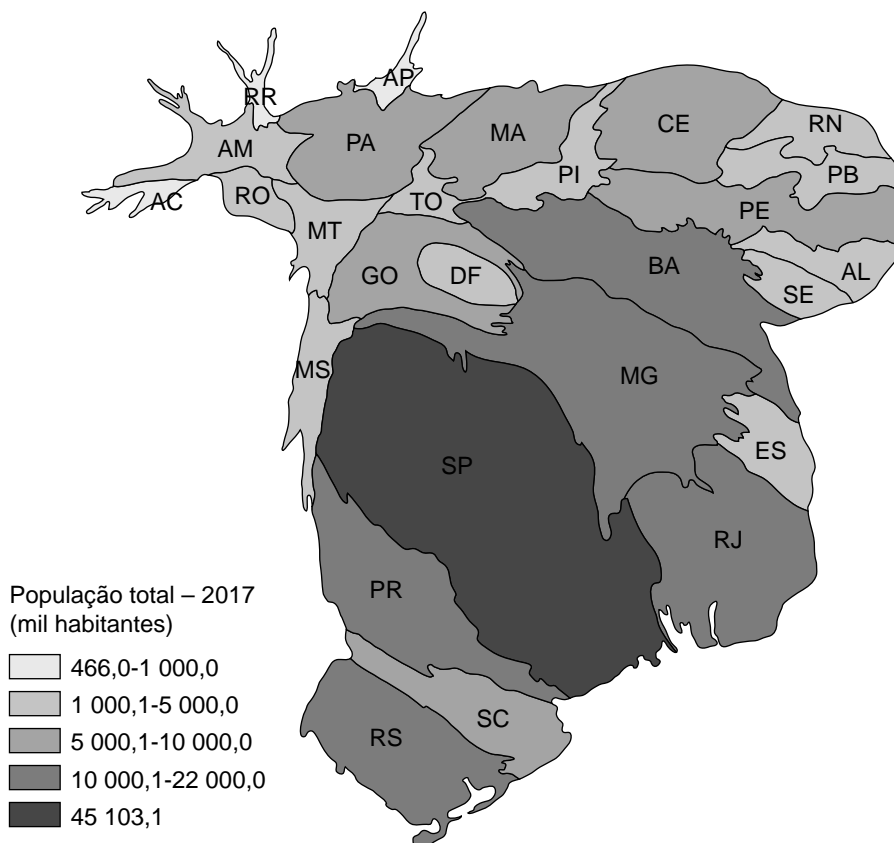 AP
RR
CE
RN
MA
PA
AM
PI
PB
AC
RO
TO
PE
MT
BA
GO
DF
AL
SE
MS
MG
ES
SP
RJ
PR
População total – 2017
(mil habitantes)
466,0-1 000,0
1 000,1-5 000,0
5 000,1-10 000,0
10 000,1-22 000,0
45 103,1
SC
RS